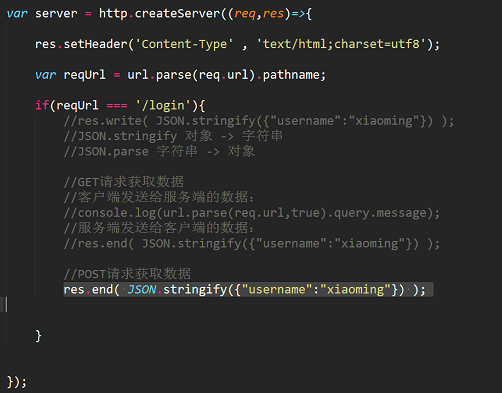 var server = http.createServer((req,res)=>{
res.setHeader('Content-Type' , 'text/html;charset=utf8');
var reqUrl = url.parse(req.url).pathname;
if(reqUrl === '/login'){
//res.write( JSON.stringify({"username":"xiaoming"}) );
//JSON.stringify 对象 -> 字符串
//JSON.parse 字符串 -> 对象
//GET请求获取数据
//客户端发送给服务端的数据:
//console.log(url.parse(req.url,true).query.message);
//服务端发送给客户端的数据:
//res.end( JSON.stringify({"username":"xiaoming"}) );
//POST请求获取数据
res.end( JSON.stringify({"username":"xiaoming"}) );
}
});